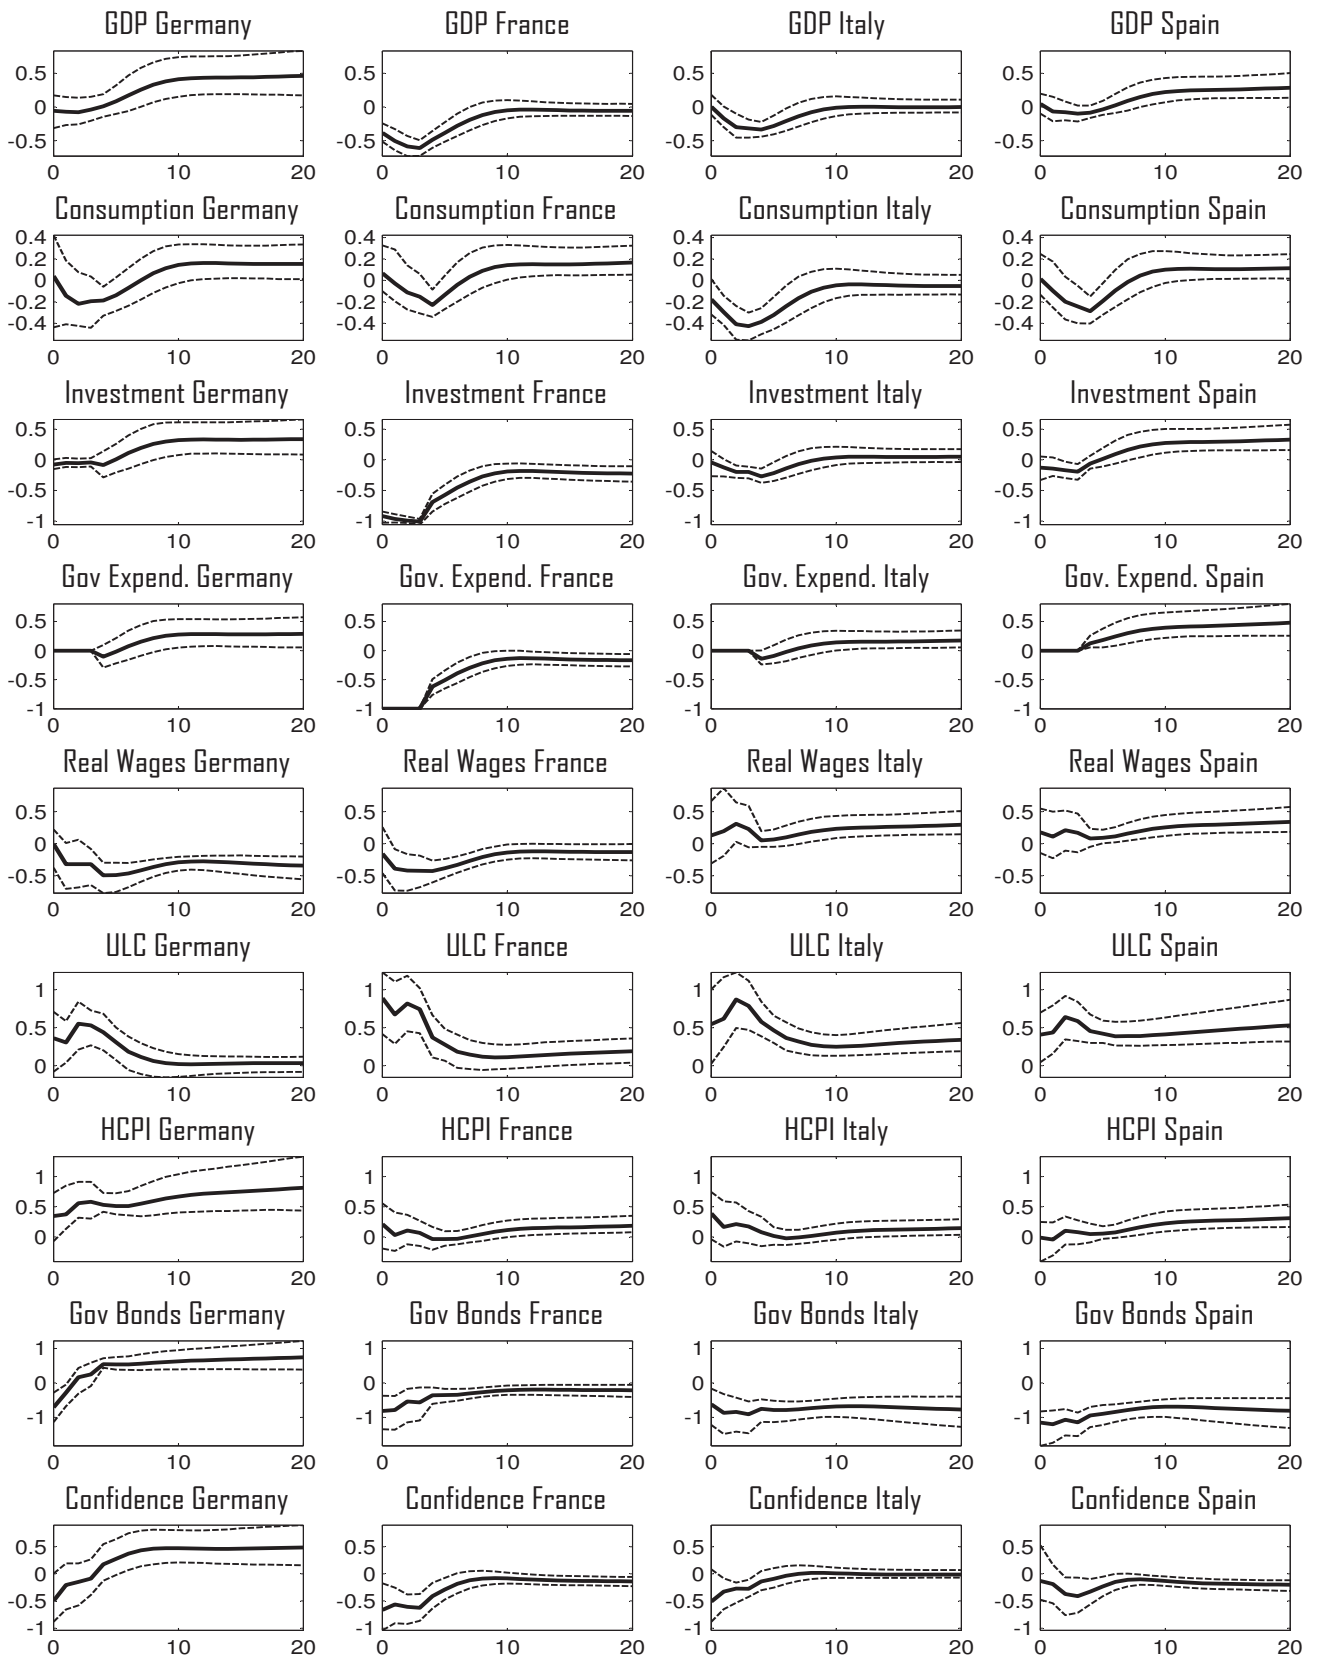 GDP Germany GDP France GDP Italy GDP Spain
0.5 0.5 0.5 0.5
0 0 0 0
-0.5 -0.5 -0.5 -0.5
0 10 20 0 10 20 0 10 20 0 10 20
Consumption Germany Consumption France Consumption Italy Consumption Spain
0.4 0.4 0.4 0.4
0.2 0.2 0.2 0.2
0 0 0 0
-0.2 -0.2 -0.2 -0.2
-0.4 -0.4 -0.4 -0.4
0 10 20 0 10 20 0 10 20 0 10 20
Investment Germany Investment France Investment Italy Investment Spain
0.5 0.5 0.5 0.5
0 0 0 0
-0.5 -0.5 -0.5 -0.5
-1 -1 -1 -1
0 10 20 0 10 20 0 10 20 0 10 20
Gov Expend. Germany Gov. Expend. France Gov. Expend. Italy Gov. Expend. Spain
0.5 0.5 0.5 0.5
0 0 0 0
-0.5 -0.5 -0.5 -0.5
-1 -1 -1 -1
0 10 20 0 10 20 0 10 20 0 10 20
Real Wages Germany Real Wages France Real Wages Italy Real Wages Spain
0.5 0.5 0.5 0.5
0 0 0 0
-0.5 -0.5 -0.5 -0.5
0 10 20 0 10 20 0 10 20 0 10 20
ULC Germany ULC France ULC Italy ULC Spain
1 1 1 1
0.5 0.5 0.5 0.5
0 0 0 0
0 10 20 0 10 20 0 10 20 0 10 20
HCPI Germany HCPI France HCPI Italy HCPI Spain
1 1 1 1
0.5 0.5 0.5 0.5
0 0 0 0
0 10 20 0 10 20 0 10 20 0 10 20
Gov Bonds Germany Gov Bonds France Gov Bonds Italy Gov Bonds Spain
1 1 1 1
0 0 0 0
-1 -1 -1 -1
0 10 20 0 10 20 0 10 20 0 10 20
Confidence Germany Confidence France Confidence Italy Confidence Spain
0.5 0.5 0.5 0.5
0 0 0 0
-0.5 -0.5 -0.5 -0.5
-1 -1 -1 -1
0 10 20 0 10 20 0 10 20 0 10 20